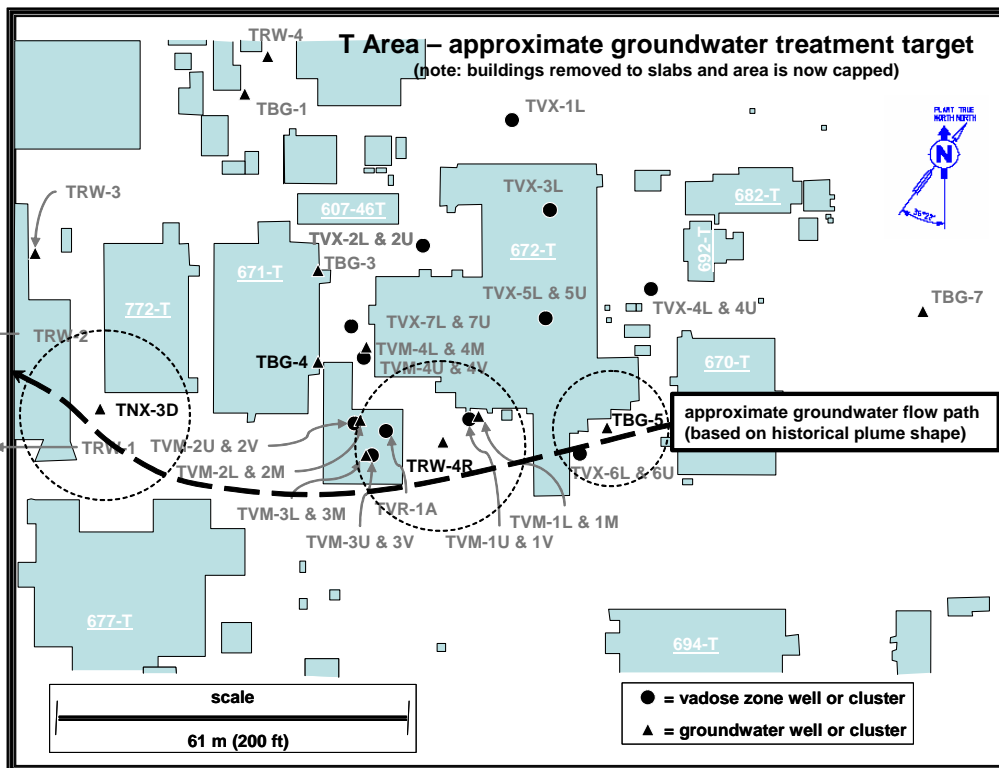 T Area – approximate groundwater treatment target
(note: buildings removed to slabs and area is now capped)
TRW-4
TBG-1
TVX-1L
PLANT TRUE
NORTH NORTH
N
36°22'
TRW-3
607-46T
TVX-3L
682-T
TVX-2L & 2U
672-T
692-T
671-T
TBG-3
772-T
TVX-5L & 5U
TVX-4L & 4U
TBG-7
TRW-2
TVX-7L & 7U
TVM-4L & 4M
TBG-4
TVM-4U & 4V
670-T
TNX-3D
TBG-5
approximate groundwater flow path
(based on historical plume shape)
TRW-1
TVM-2U & 2V
TRW-4R
TVM-2L & 2M
TVX-6L & 6U
TVM-3L & 3M
TVR-1A
TVM-1L & 1M
TVM-3U & 3V
TVM-1U & 1V
677-T
694-T
scale
61 m (200 ft)
= vadose zone well or cluster
= groundwater well or cluster